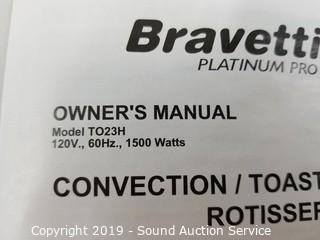 Bravetti
PLATINUM PRO
OWNER'S MANUAL
Model TO23H
120V., 60Hz., 1500 Watts
CONVECTION / TOAST
ROTISSER
Copyright 2019 - Sound Auction Service